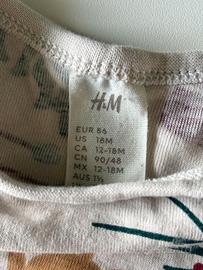 H&M
EUR 86
US 18M
CA 12-18M
CN 90/48
MX 12-18M
AUS 1½